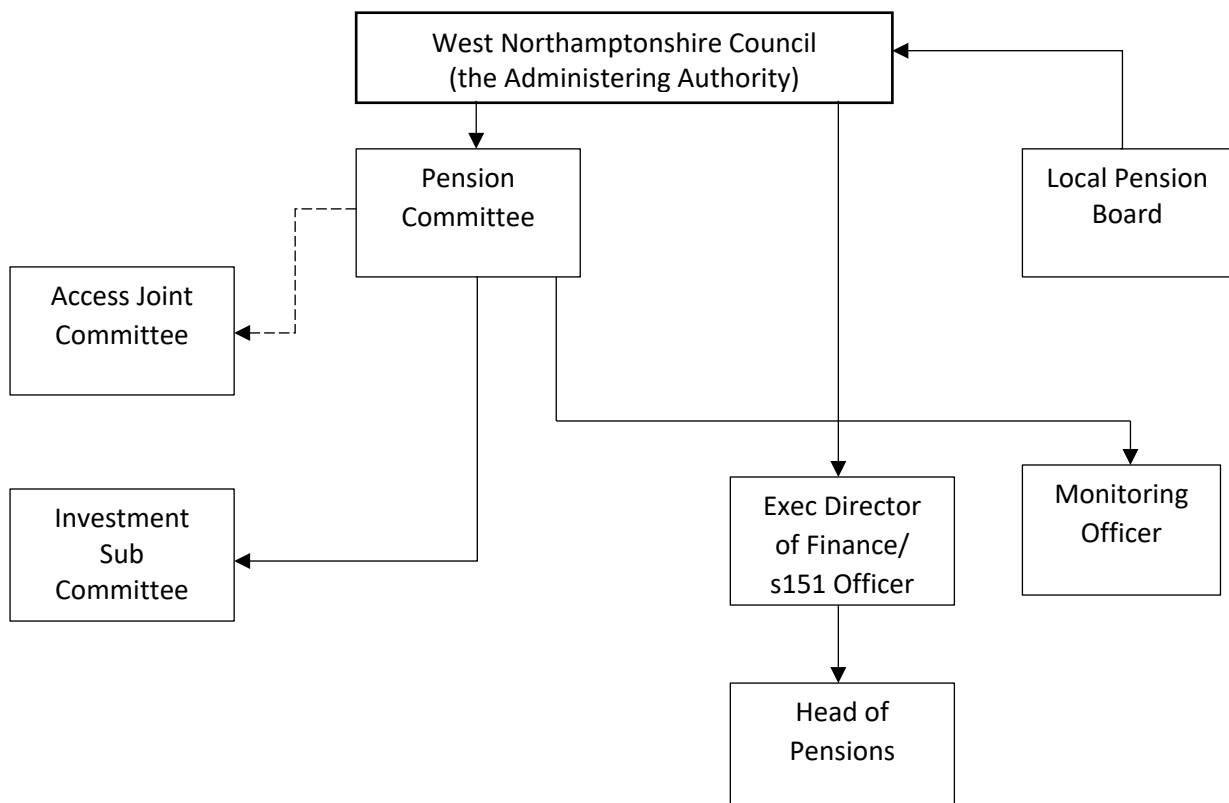 West Northamptonshire Council
(the Administering Authority)
Pension
Committee
Local Pension
Board
Access Joint
Committee
Investment
Sub
Committee
Exec Director
of Finance/
s151 Officer
Monitoring
Officer
Head of
Pensions